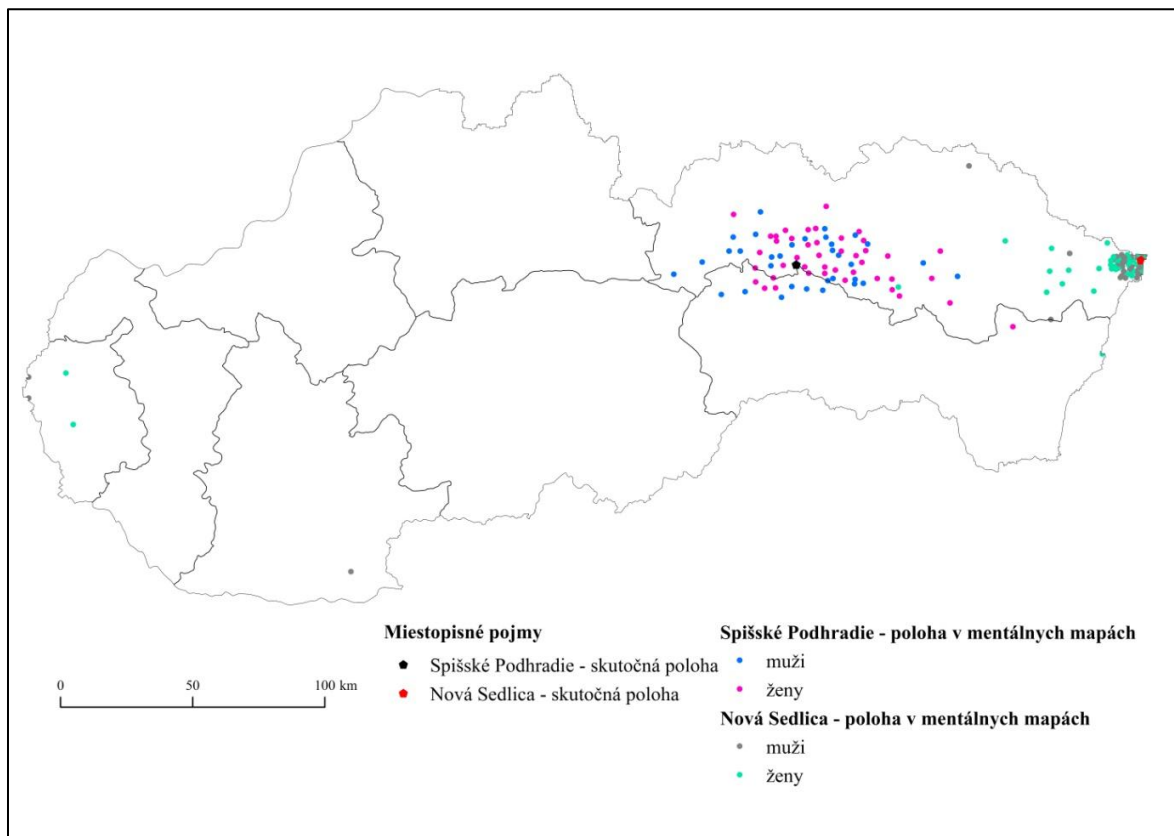 Miestopisné pojmy
Spišské Podhradie - skutočná poloha
Nová Sedlica - skutočná poloha
0 50 100 km
Spišské Podhradie - poloha v mentálnych mapách
muži
ženy
Nová Sedlica - poloha v mentálnych mapách
muži
ženy